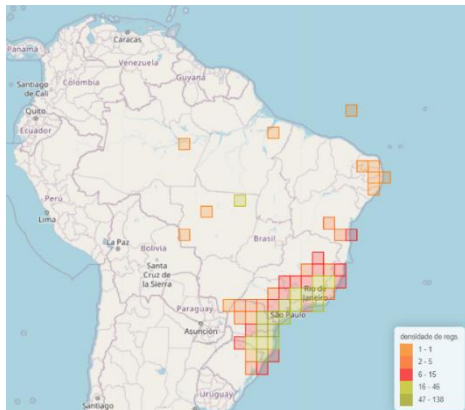 Panamá
Caracas
Venezuela
Guyana
Santiago
de Cali
Colombia
Quito
Ecuador
Perú
Lima
Brasil
La Paz
Bolivia
Santa
Cruz de
la Sierra
Rio de
Janeiro
São Paulo
Paraguay
Asunción
Uruguay
Santiago
densidade de regs.
1 - 1
2 - 5
6 - 15
16 - 46
47 - 138